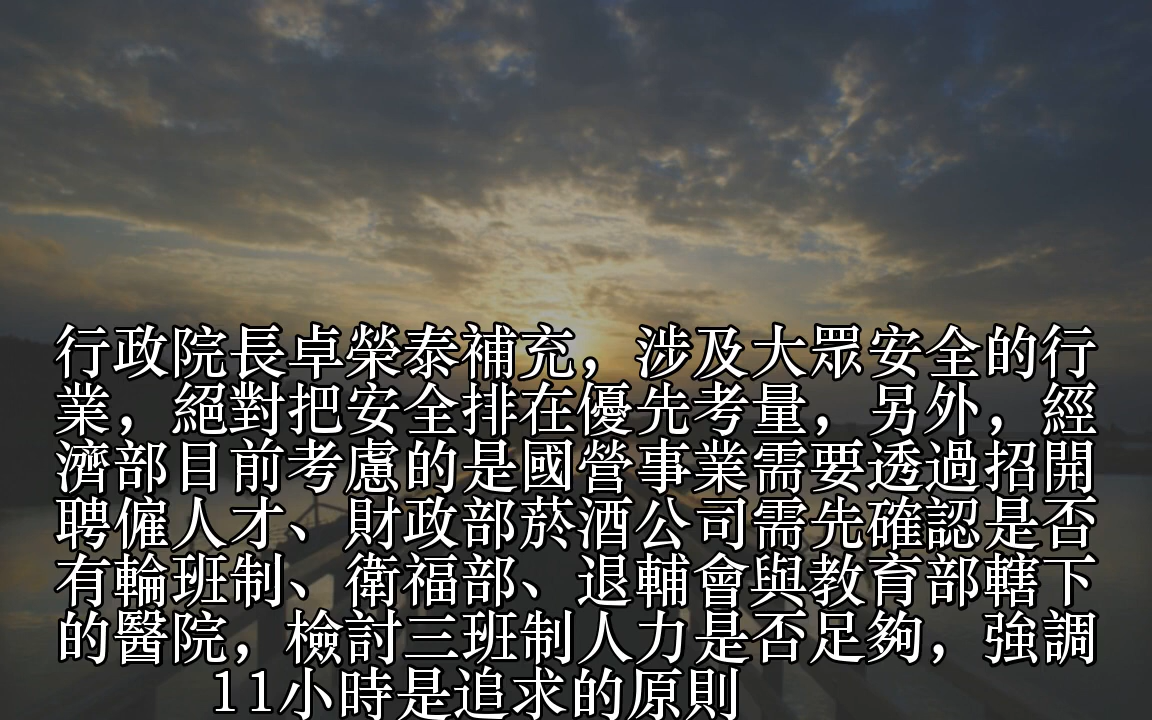 行政院長卓榮泰補充，涉及大眾安全的行
業，絕對把安全排在優先考量，另外，經
濟部目前考慮的是國營事業需要透過招開
聘僱人才、財政部菸酒公司需先確認是否
有輪班制、衛福部、退輔會與教育部轄下
的醫院，檢討三班制人力是否足夠，強調
11小時是追求的原則